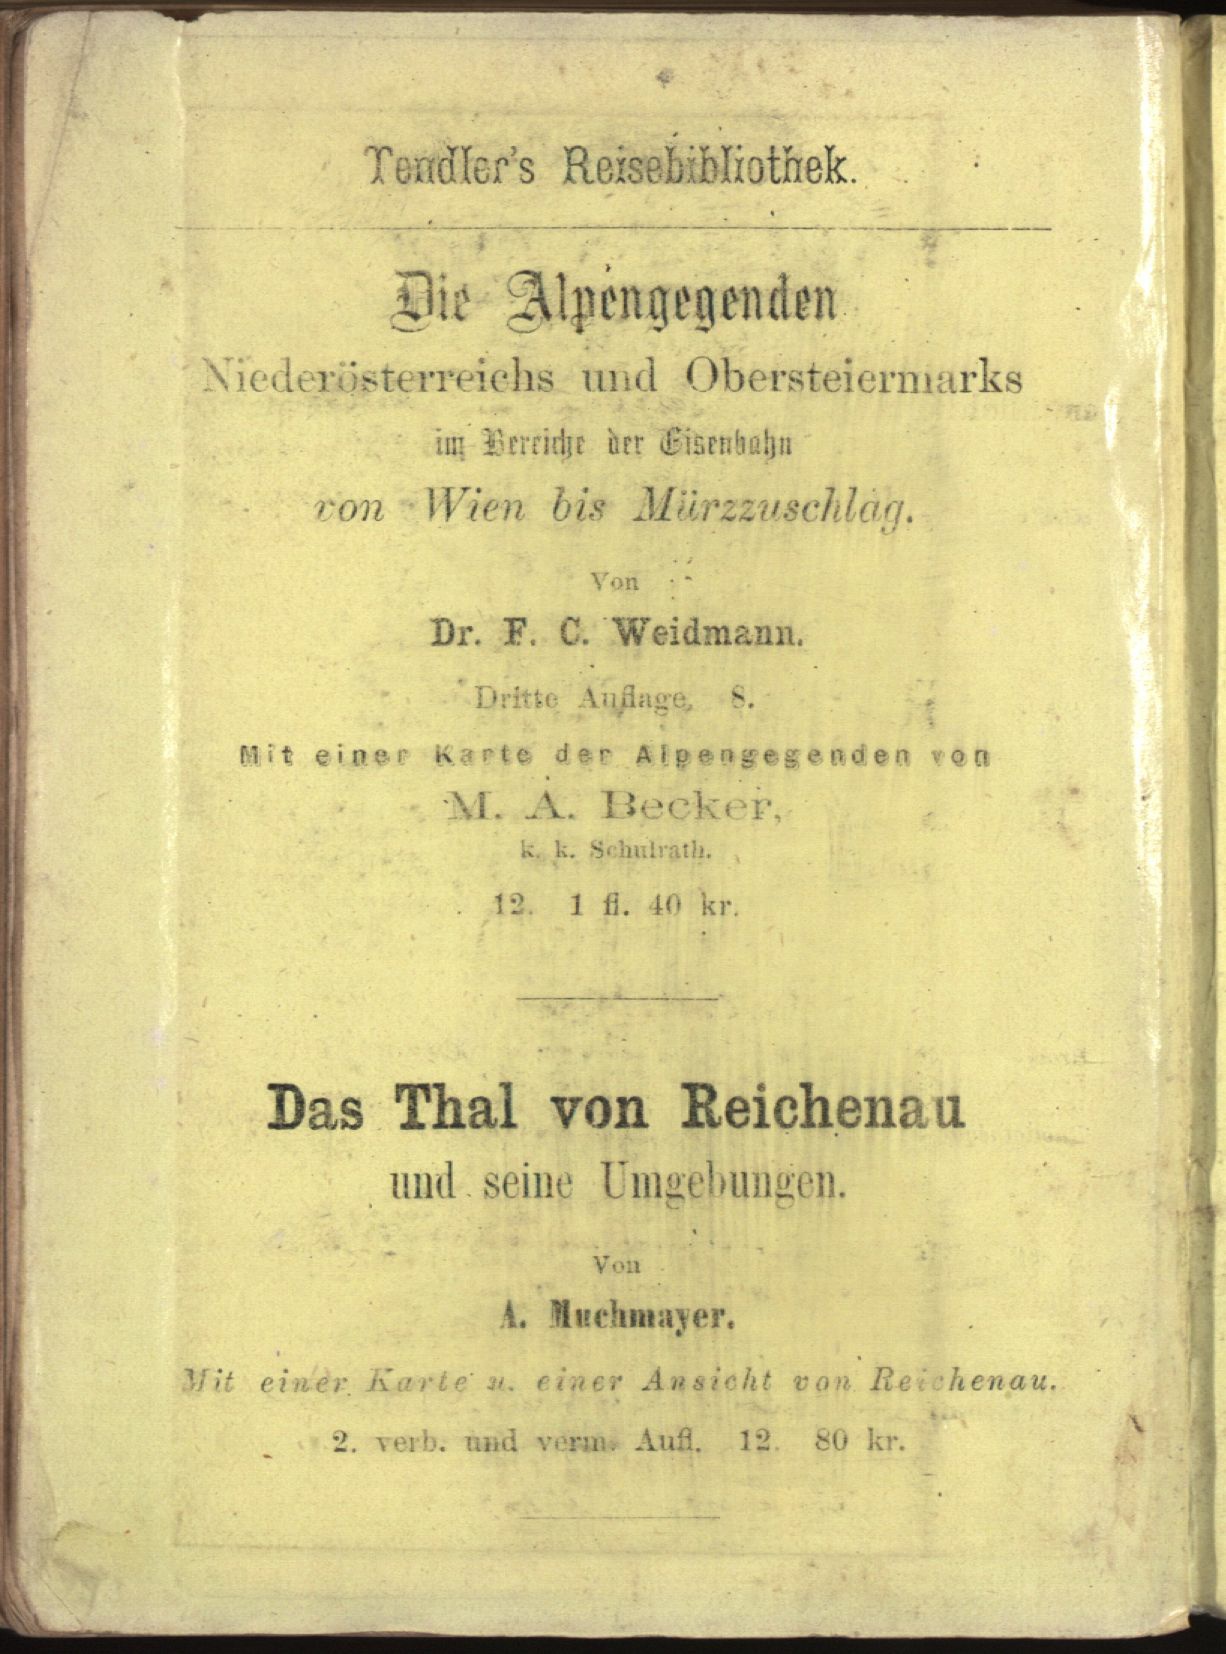 Tendler's Reisebibliothek.
Die Alpengegenden
Niederösterreichs und Obersteiermarks
im Bereiche der Eisenbahn
von Wien bis Mürzzuschlag.
Von
Dr. F. C. Weidmann.
Dritte Auflage, 8.
Mit einer Karte der Alpengegenden von
M. A. Becker,
k. k. Schulrath.
12. 1 fl. 40 kr.
Das Thal von Reichenau
und seine Umgebungen.
Von
A. Muchmayer.
Mit einer Karte u. einer Ansicht von Reichenau.
2. verb. und verm. Aufl. 12. 80 kr.